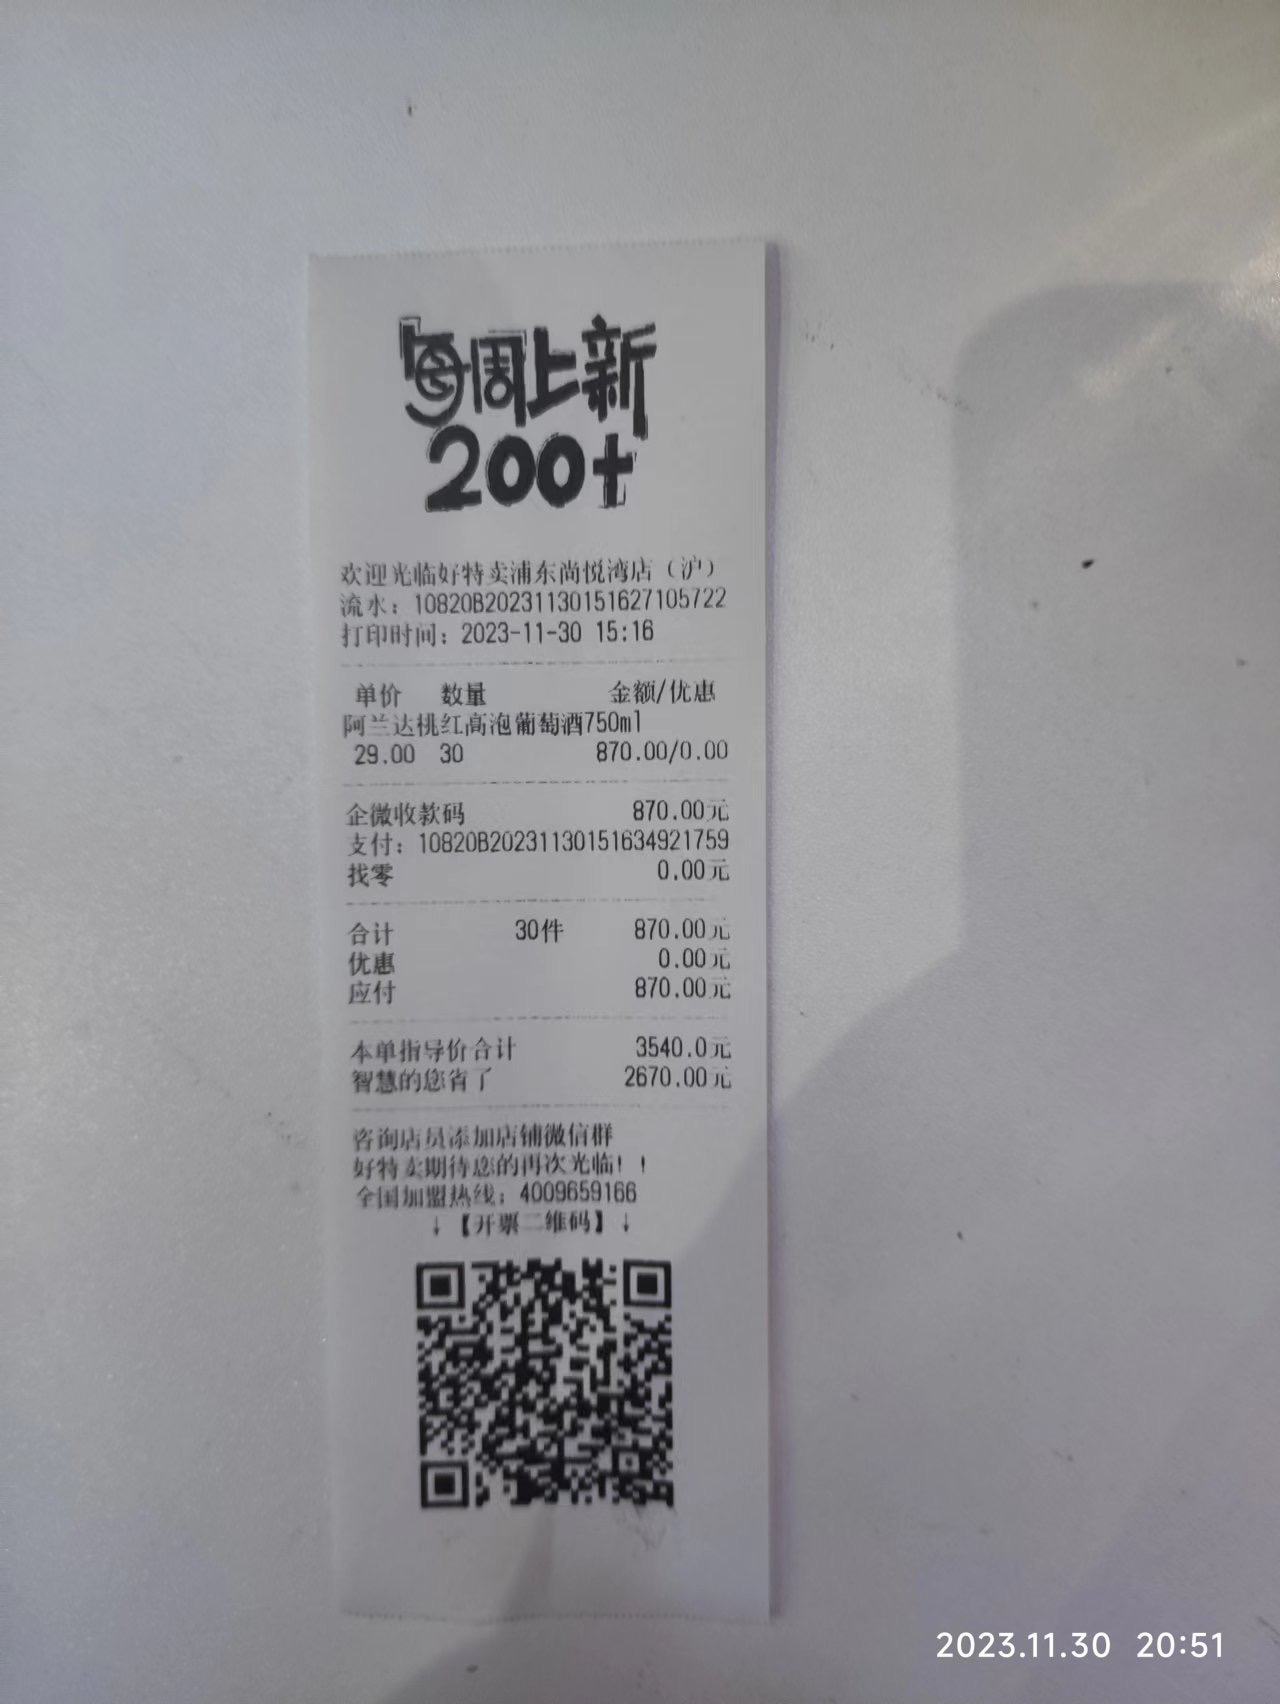 每周上新
200+
欢迎光临好特卖浦东尚悦湾店（沪）
流水：10820B202311301516271057​22
打印时间：2023-11-30 15:16
单价 数量 金额/优惠
阿兰达桃红高泡葡萄酒750ml
29.00 30 870.00/0.00
企微收款码 870.00元
支付：10820B202311301516349217​59
找零 0.00元
合计 30件 870.00元
优惠 0.00元
应付 870.00元
本单指导价合计 3540.0元
智慧的您省了 2670.00元
咨询店员添加店铺微信群
好特卖期待您的再次光临！！
全国加盟热线：4009659166
↓【开票二维码】↓
2023.11.30 20:51